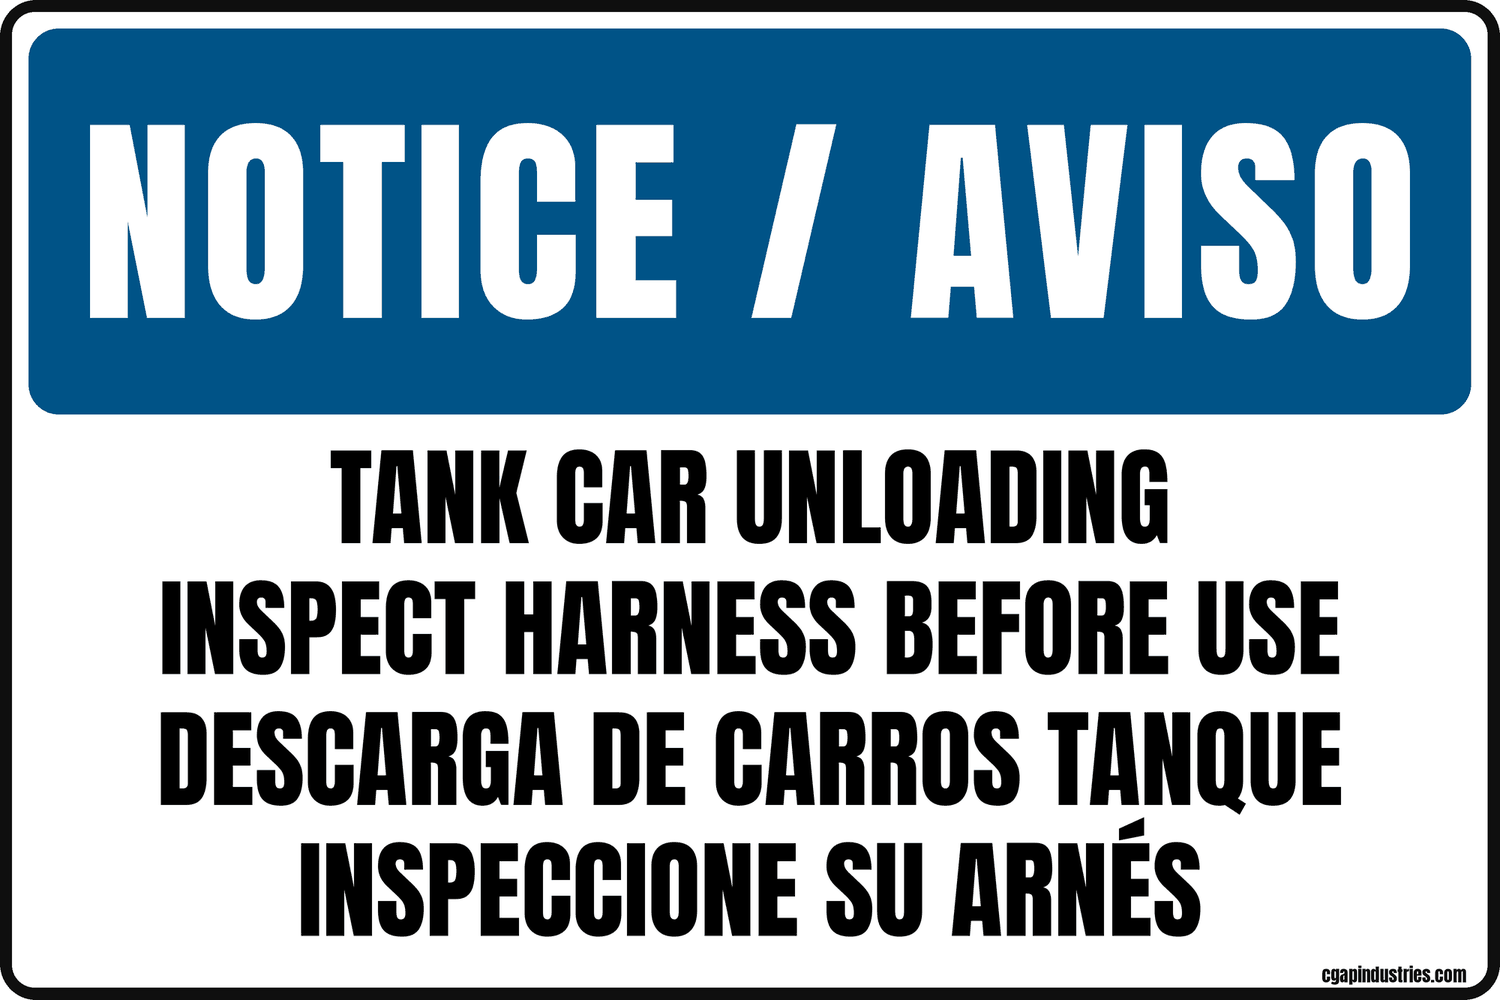 NOTICE / AVISO
TANK CAR UNLOADING
INSPECT HARNESS BEFORE USE
DESCARGA DE CARROS TANQUE
INSPECCIONE SU ARNÉS
cgapindustries.com